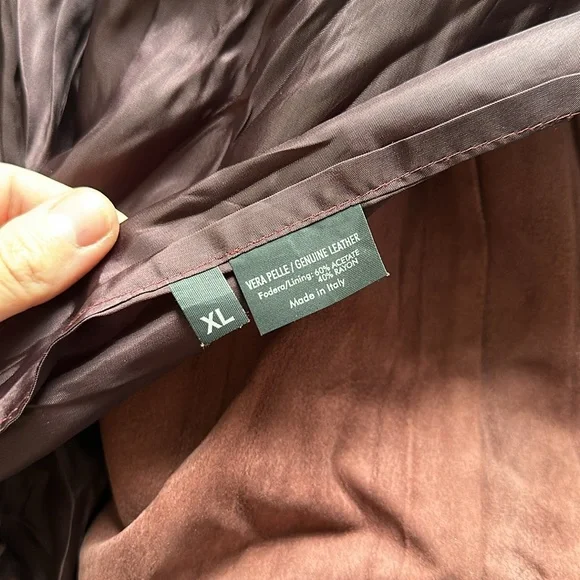 VERA PELLE/GENUINE LEATHER
Fodera/Lining: 60% ACETATE
40% RAYON
Made in Italy
XL